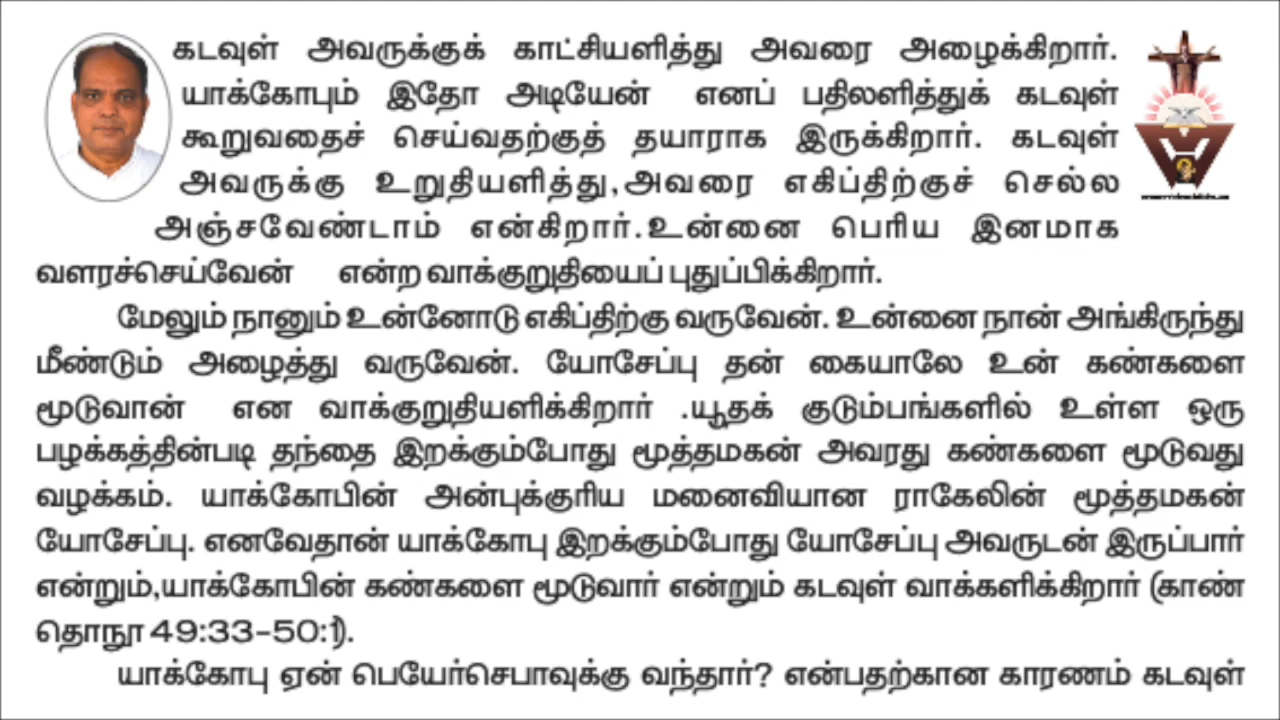 கடவுள் அவருக்குக் காட்சியளித்து அவரை அழைக்கிறார்.
யாக்கோபும் இதோ அடியேன் எனப் பதிலளித்துக் கடவுள்
கூறுவதைச் செய்வதற்குத் தயாராக இருக்கிறார். கடவுள்
அவருக்கு உறுதியளித்து,அவரை எகிப்திற்குச் செல்ல
அஞ்சவேண்டாம் என்கிறார்.உன்னை பெரிய இனமாக
வளரச்செய்வேன் என்ற வாக்குறுதியைப் புதுப்பிக்கிறார்.
மேலும் நானும் உன்னோடு எகிப்திற்கு வருவேன். உன்னை நான் அங்கிருந்து
மீண்டும் அழைத்து வருவேன். யோசேப்பு தன் கையாலே உன் கண்களை
மூடுவான் என வாக்குறுதியளிக்கிறார் .யூதக் குடும்பங்களில் உள்ள ஒரு
பழக்கத்தின்படி தந்தை இறக்கும்போது மூத்தமகன் அவரது கண்களை மூடுவது
வழக்கம். யாக்கோபின் அன்புக்குரிய மனைவியான ராகேலின் மூத்தமகன்
யோசேப்பு. எனவேதான் யாக்கோபு இறக்கும்போது யோசேப்பு அவருடன் இருப்பார்
என்றும்,யாக்கோபின் கண்களை மூடுவார் என்றும் கடவுள் வாக்களிக்கிறார் (காண்
தொநூ 49:33-50:1).
யாக்கோபு ஏன் பெயேர்செபாவுக்கு வந்தார்? என்பதற்கான காரணம் கடவுள்